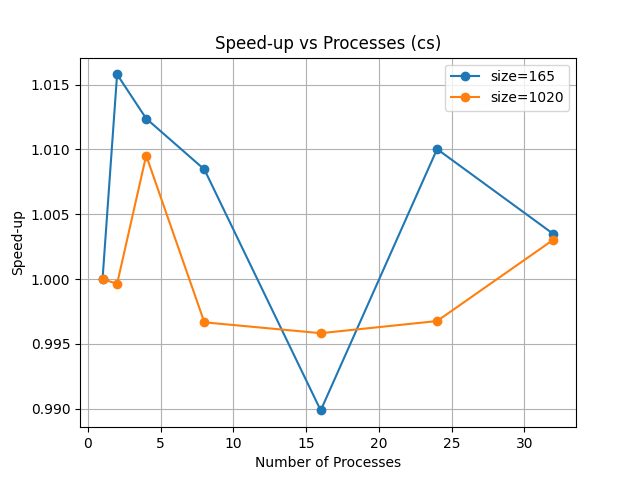 Speed-up vs Processes (cs)
size=165
size=1020
1.015
1.010
1.005
1.000
0.995
0.990
Speed-up
0
5
10
15
20
25
30
Number of Processes